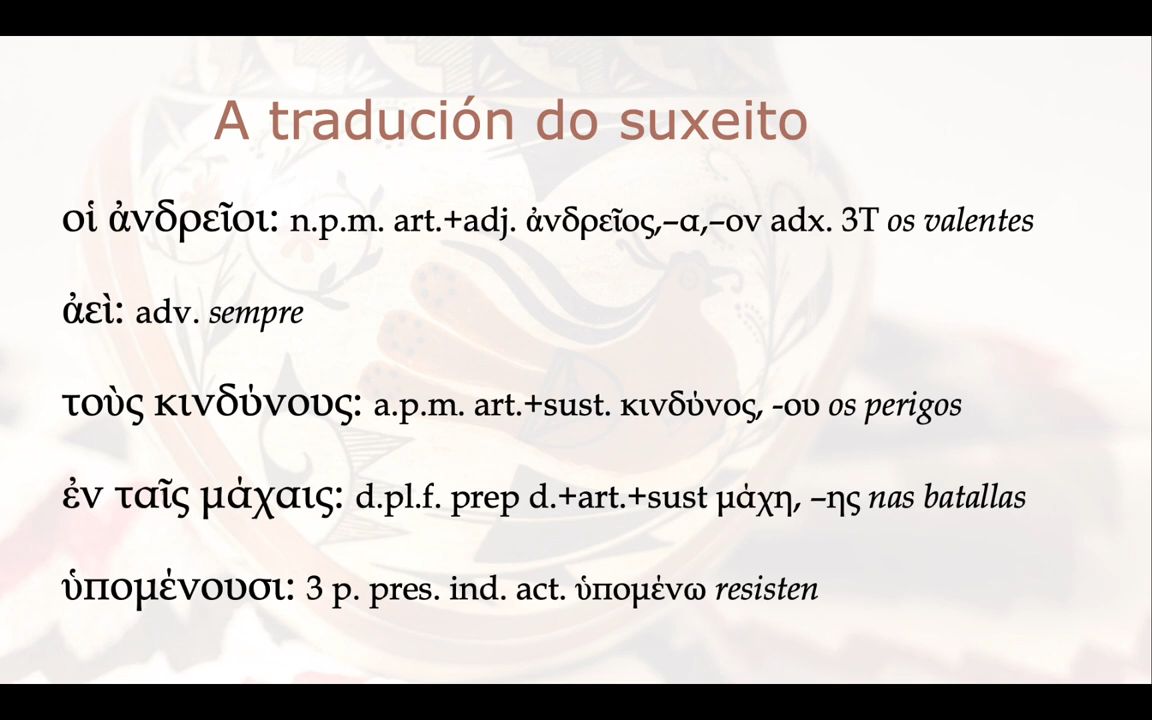 A tradución do suxeito
οἱ ἀνδρεῖοι: n.p.m. art.+adj. ἀνδρεῖος,–α,–ον adx. 3T os valentes
ἀεὶ: adv. sempre
τοὺς κινδύνους: a.p.m. art.+sust. κινδύνος, -ου os perigos
ἐν ταῖς μάχαις: d.pl.f. prep d.+art.+sust μάχη, –ης nas batallas
ὑπομένουσι: 3 p. pres. ind. act. ὑπομένω resisten